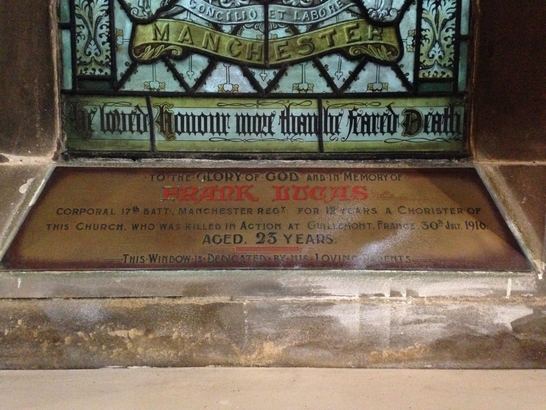 CONCILIO ET LABORE
MANCHESTER
He loved Honour more than he feared Death
TO THE GLORY OF GOD AND IN MEMORY OF
FRANK LUCAS
CORPORAL 17th BATT. MANCHESTER REGT. FOR 12 YEARS A CHORISTER OF
THIS CHURCH, WHO WAS KILLED IN ACTION AT GUILLEMONT, FRANCE, 30th JULY, 1916.
AGED. 23 YEARS.
THIS WINDOW IS DEDICATED BY HIS LOVING PARENTS